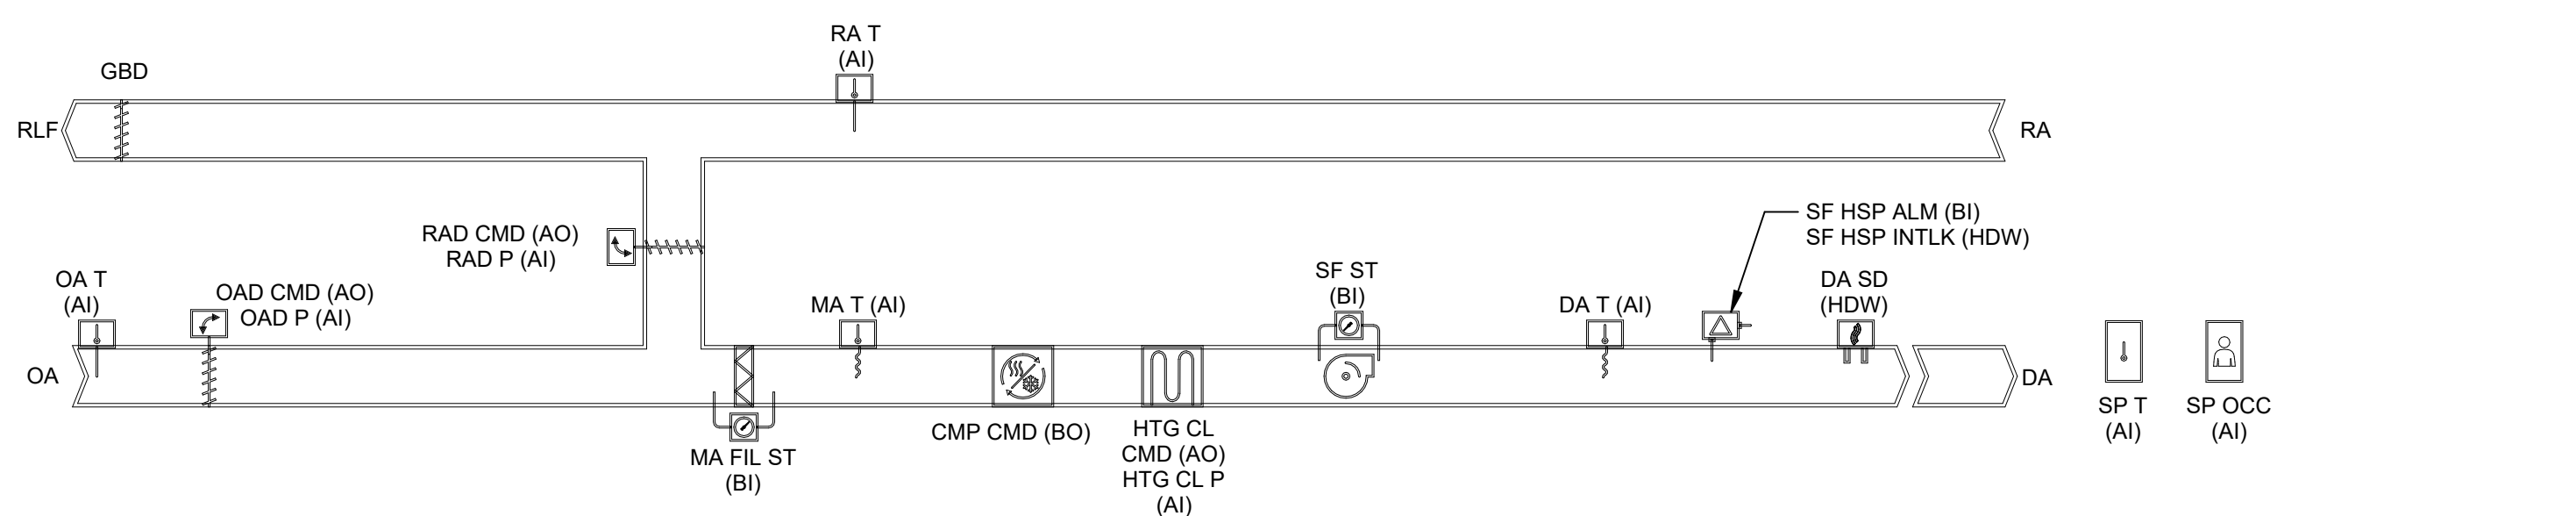 RA T
(AI)
GBD
RLF
RA
SF HSP ALM (BI)
SF HSP INTLK (HDW)
RAD CMD (AO)
RAD P (AI)
OA T
(AI)
OAD CMD (AO)
OAD P (AI)
MA T (AI)
SF ST
(BI)
DA T (AI)
DA SD
(HDW)
OA
DA
SP T
(AI)
SP OCC
(AI)
MA FIL ST
(BI)
CMP CMD (BO)
HTG CL
CMD (AO)
HTG CL P
(AI)